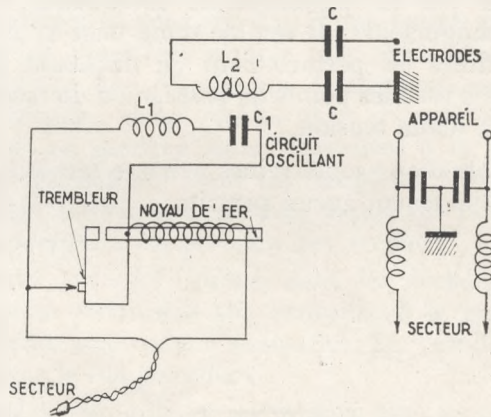 C
ELECTRODES
L2
C
L1
C1
CIRCUIT
OSCILLANT
APPAREIL
TREMBLEUR
NOYAU DE' FER
SECTEUR
SECTEUR